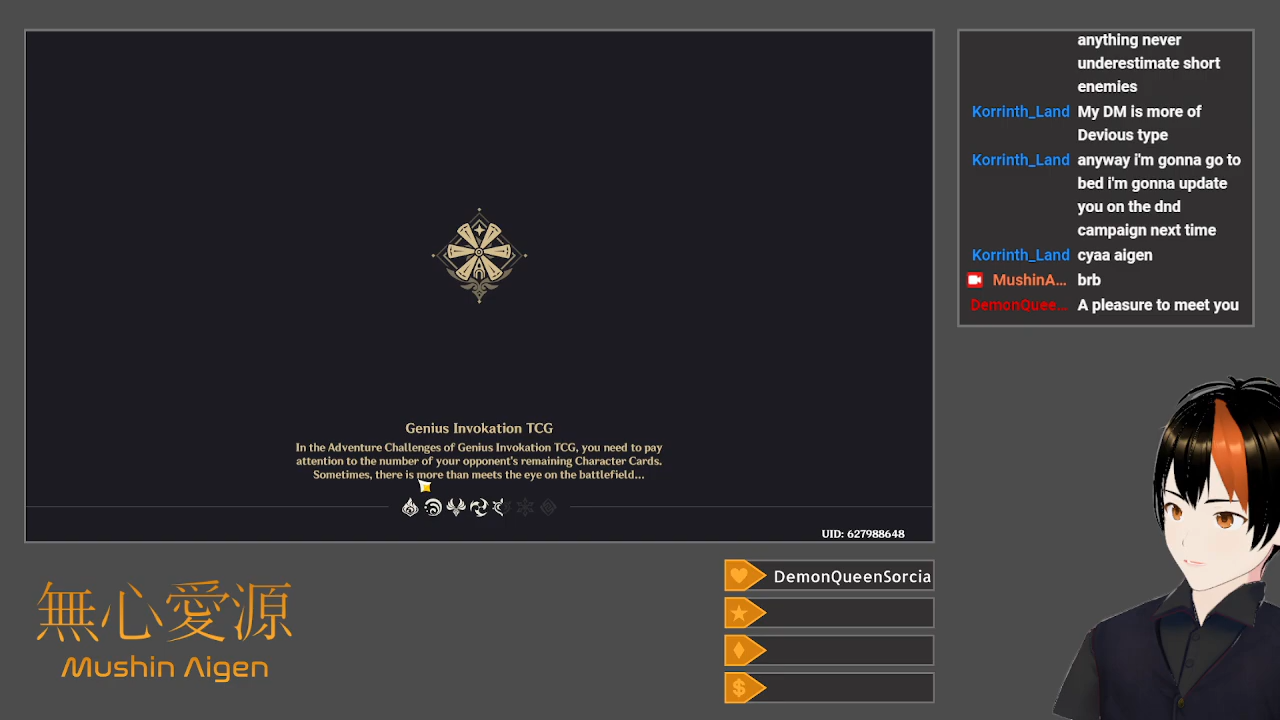 Genius Invokation TCG
In the Adventure Challenges of Genius Invokation TCG, you need to pay
attention to the number of your opponent's remaining Character Cards.
Sometimes, there is more than meets the eye on the battlefield...
UID: 627988648
anything never
underestimate short
enemies
Korrinth_Land My DM is more of
Devious type
Korrinth_Land anyway i'm gonna go to
bed i'm gonna update
you on the dnd
campaign next time
Korrinth_Land cyaa aigen
MushinA... brb
DemonQuee... A pleasure to meet you
無心愛源
Mushin Aigen
DemonQueenSorcia
$